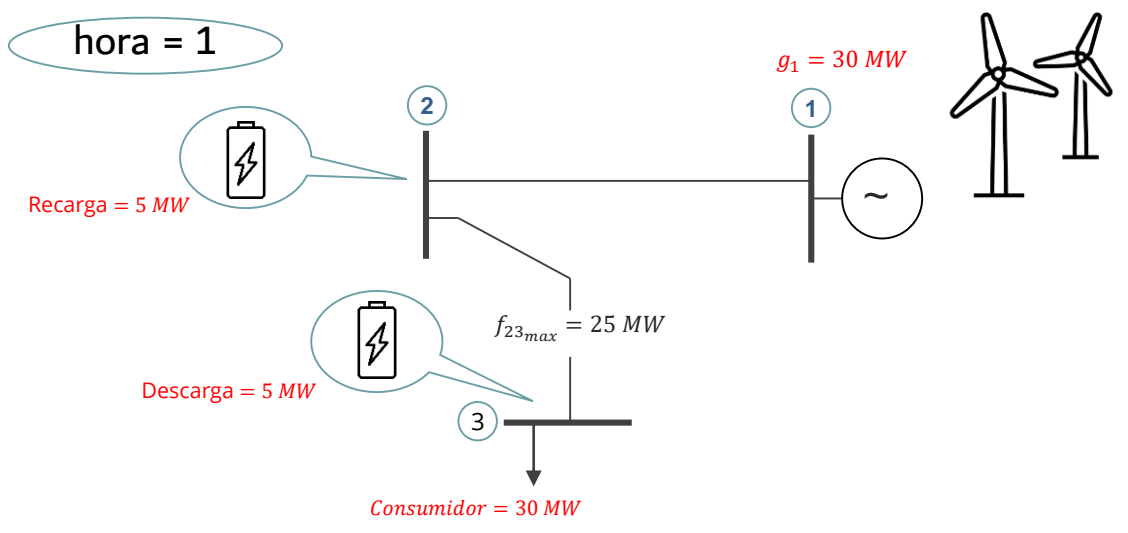 hora = 1
g₁ = 30 MW
2
1
~
Recarga = 5 MW
f₂₃ₘₐₓ = 25 MW
Descarga = 5 MW
3
Consumidor = 30 MW